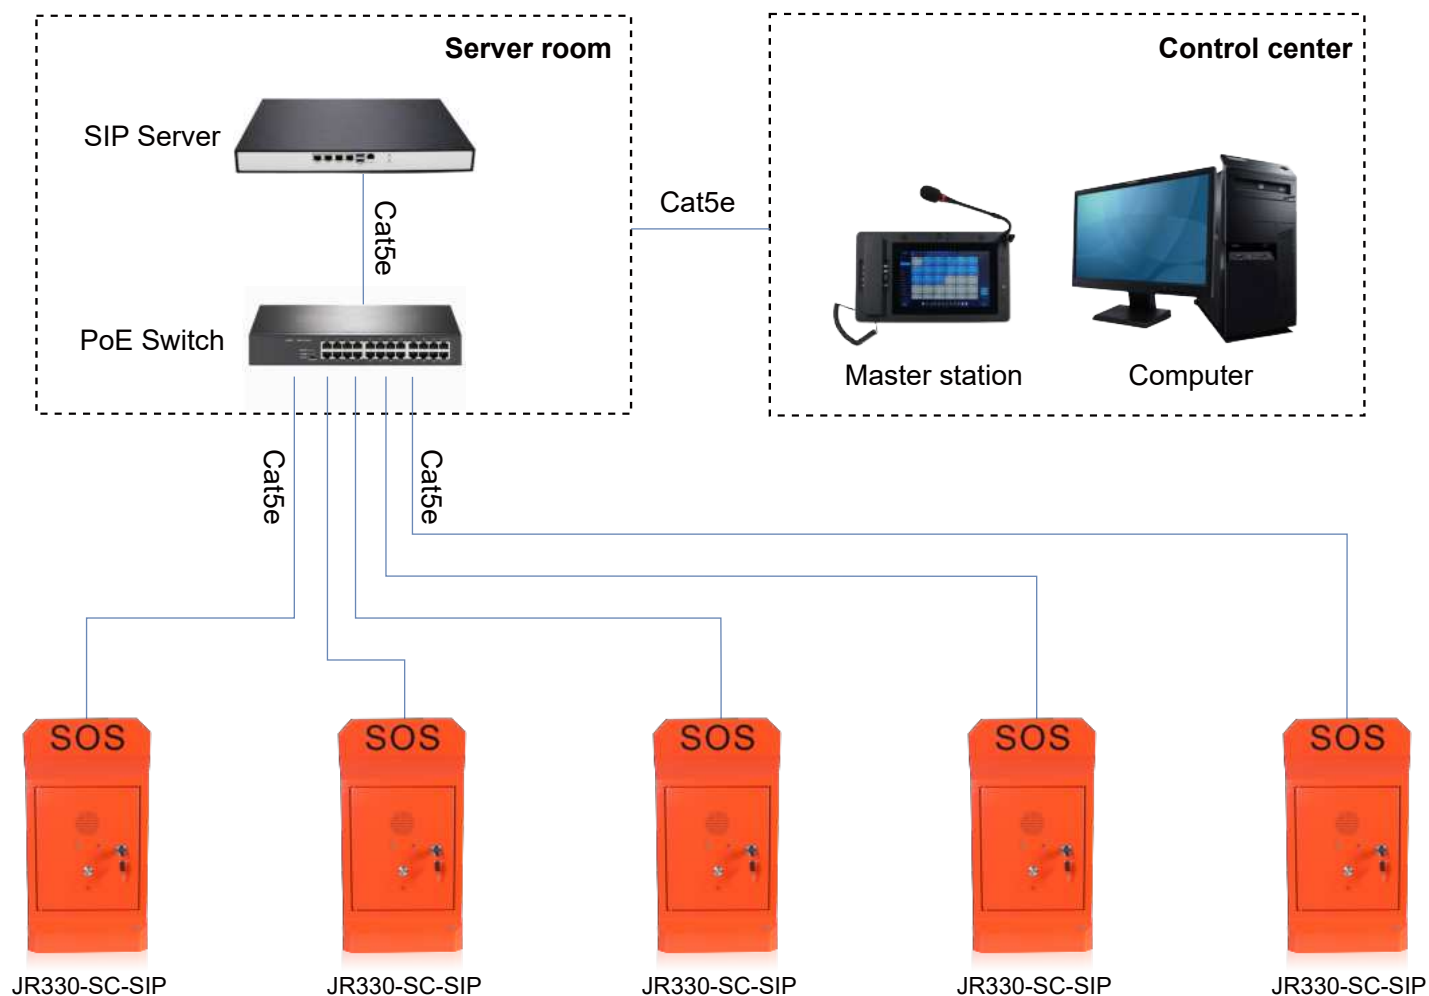 Server room
Control center
SIP Server
Cat5e
Cat5e
PoE Switch
Master station
Computer
Cat5e
Cat5e
SOS
SOS
SOS
SOS
SOS
JR330-SC-SIP
JR330-SC-SIP
JR330-SC-SIP
JR330-SC-SIP
JR330-SC-SIP